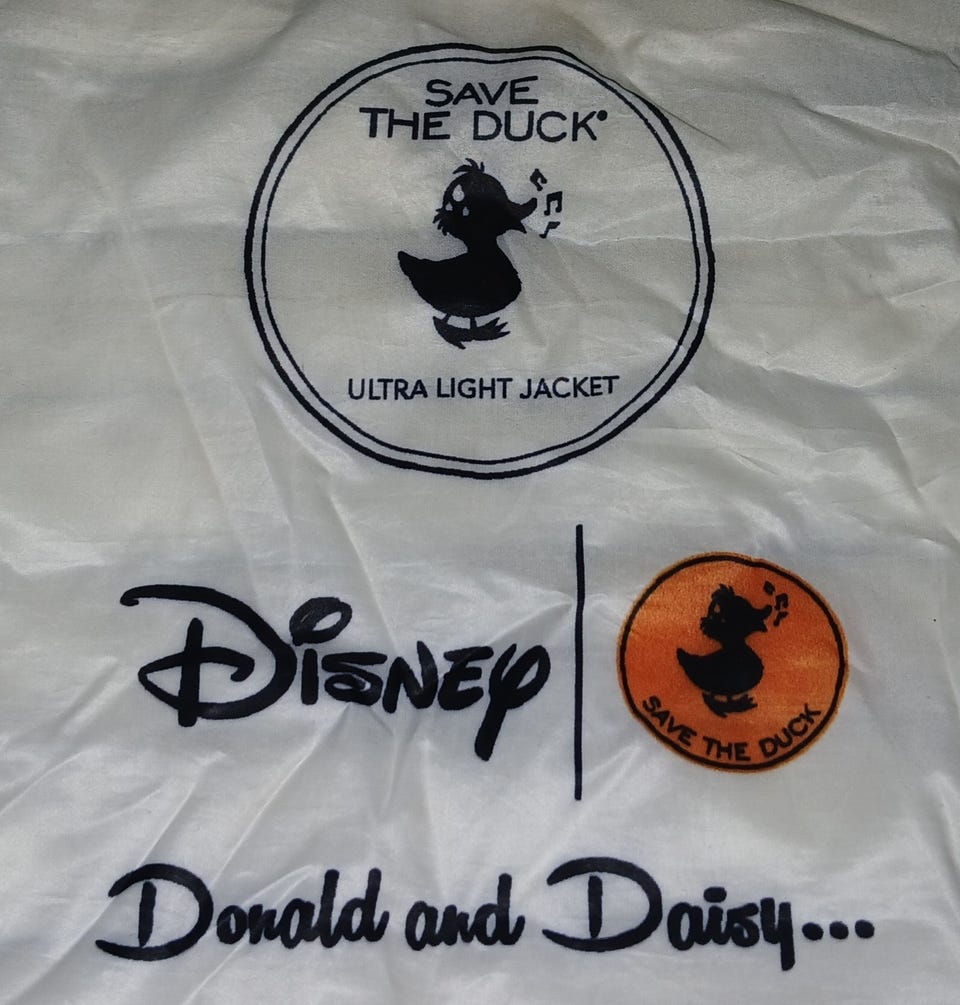 SAVE
THE DUCK®
ULTRA LIGHT JACKET
Disney
SAVE THE DUCK
Donald and Daisy...